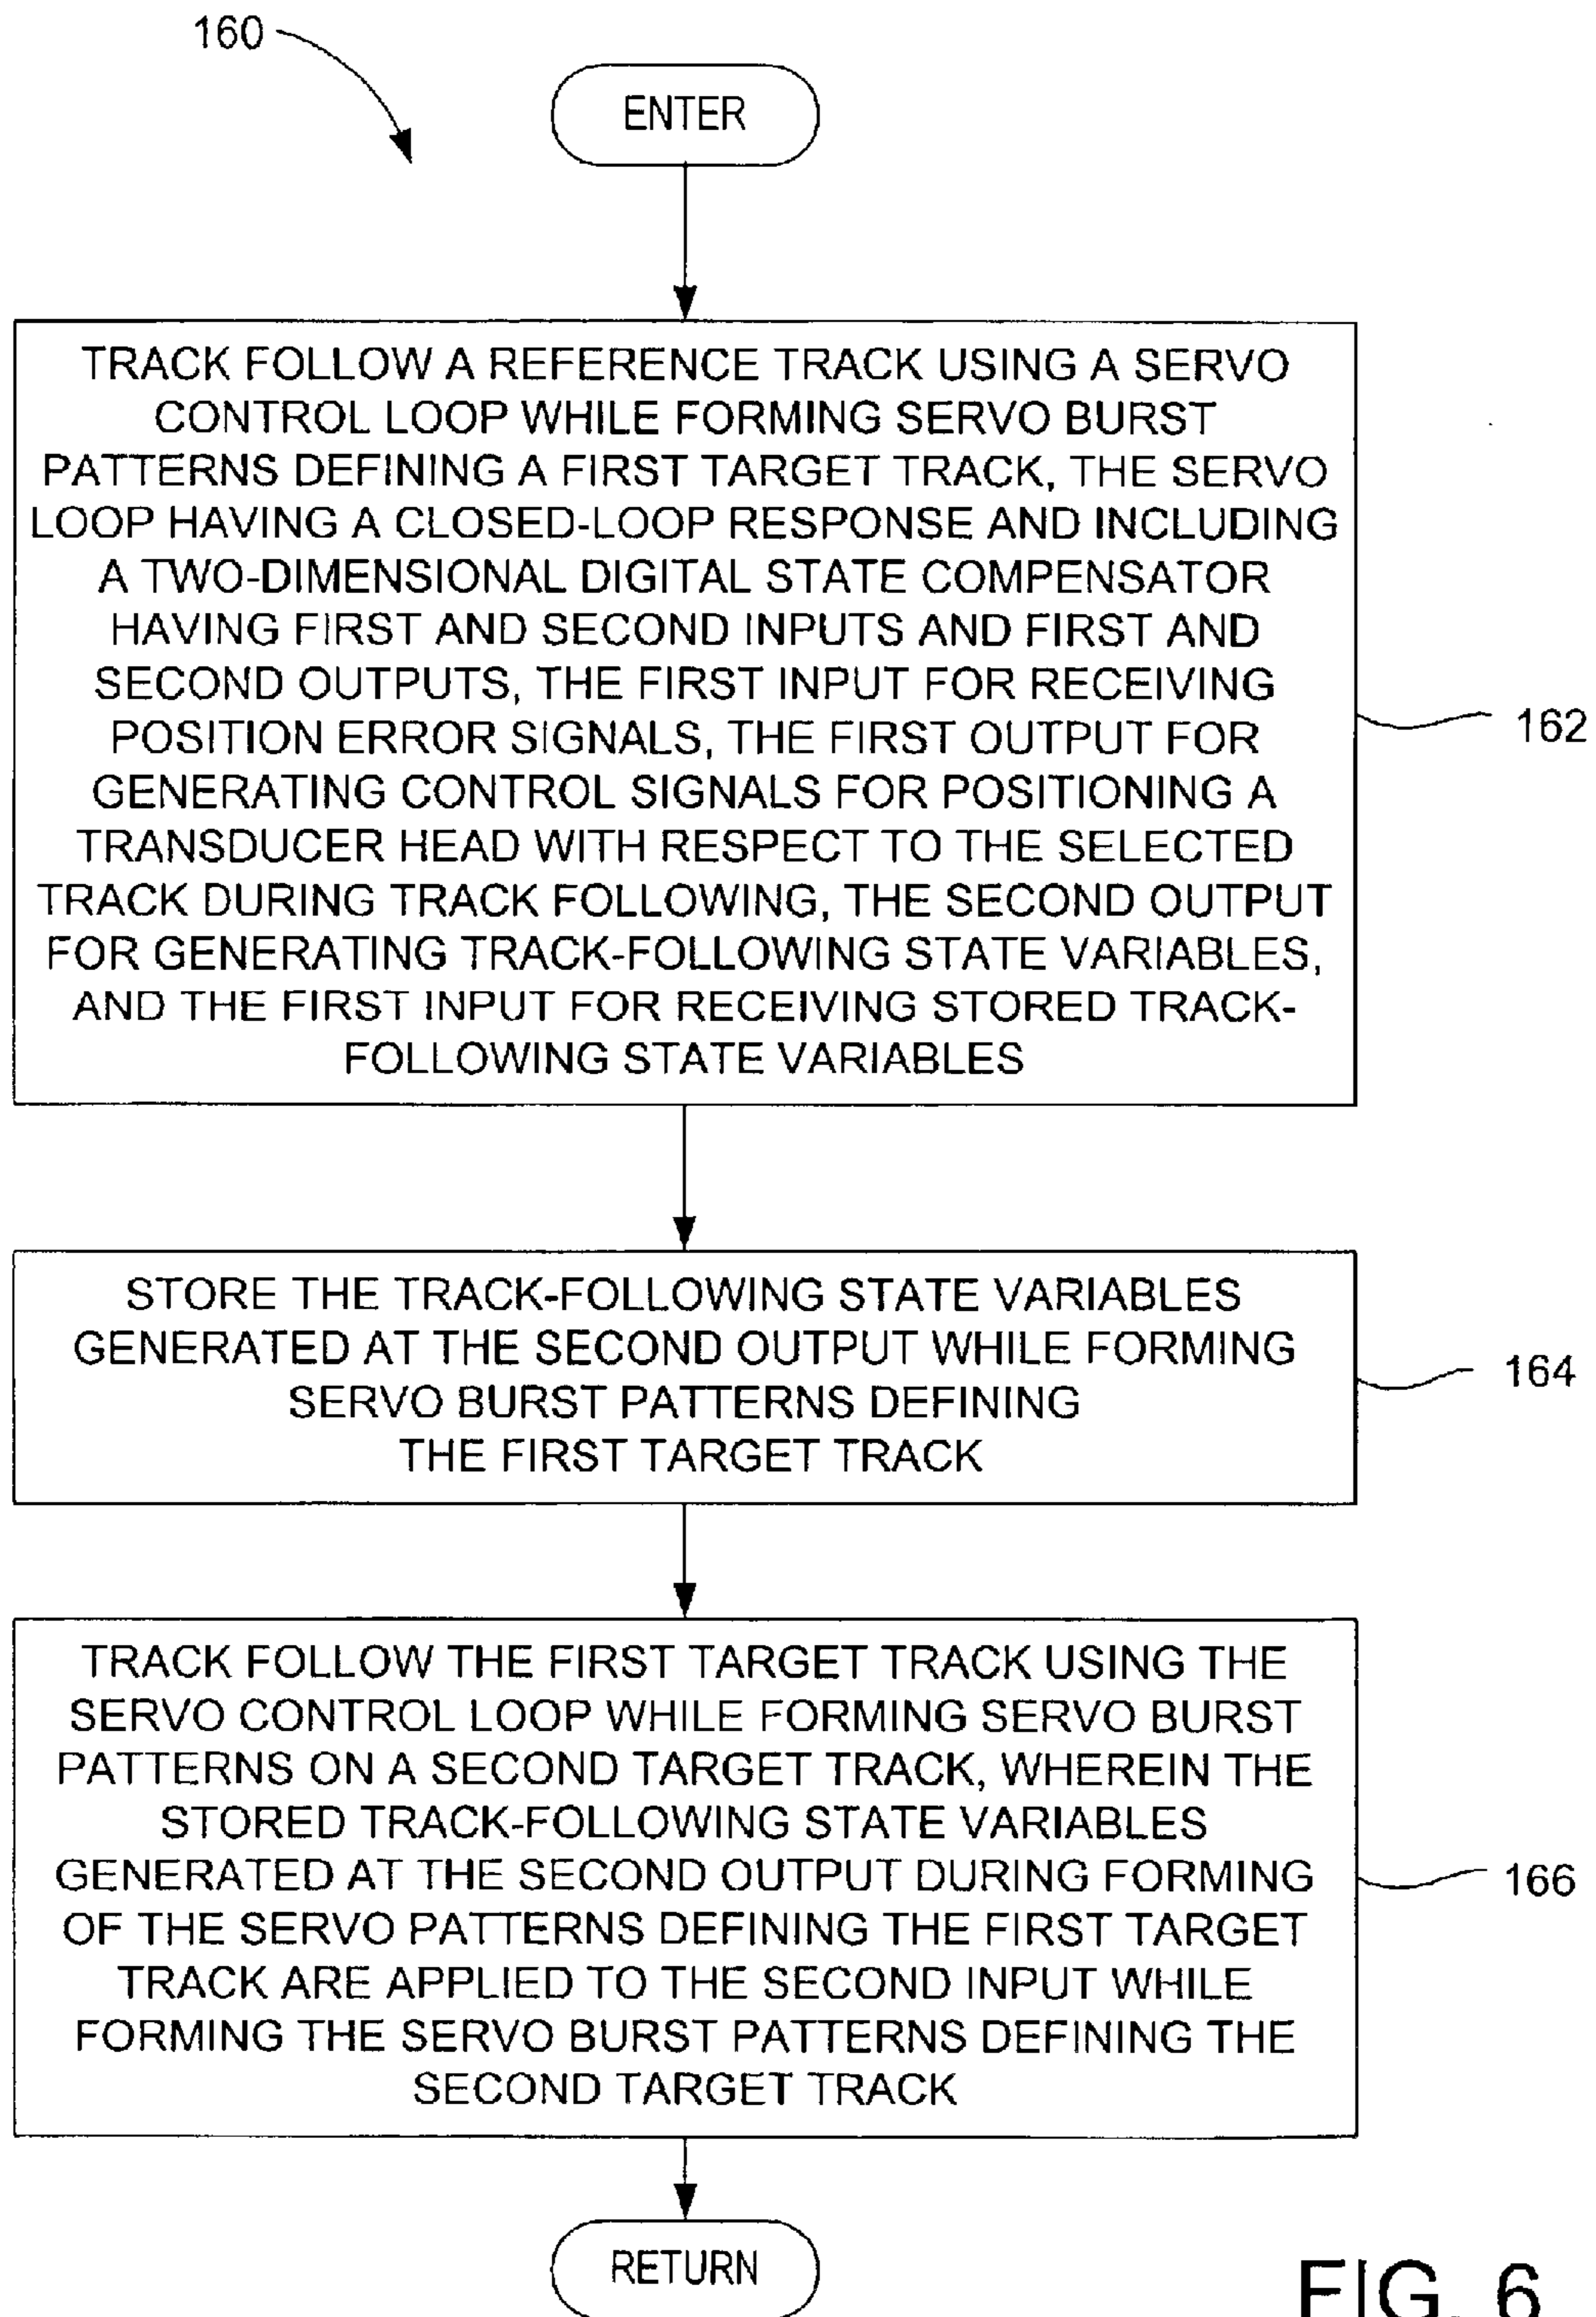 160
ENTER
TRACK FOLLOW A REFERENCE TRACK USING A SERVO
CONTROL LOOP WHILE FORMING SERVO BURST
PATTERNS DEFINING A FIRST TARGET TRACK, THE SERVO
LOOP HAVING A CLOSED-LOOP RESPONSE AND INCLUDING
A TWO-DIMENSIONAL DIGITAL STATE COMPENSATOR
HAVING FIRST AND SECOND INPUTS AND FIRST AND
SECOND OUTPUTS, THE FIRST INPUT FOR RECEIVING
POSITION ERROR SIGNALS, THE FIRST OUTPUT FOR
GENERATING CONTROL SIGNALS FOR POSITIONING A
TRANSDUCER HEAD WITH RESPECT TO THE SELECTED
TRACK DURING TRACK FOLLOWING, THE SECOND OUTPUT
FOR GENERATING TRACK-FOLLOWING STATE VARIABLES,
AND THE FIRST INPUT FOR RECEIVING STORED TRACK-
FOLLOWING STATE VARIABLES
162
STORE THE TRACK-FOLLOWING STATE VARIABLES
GENERATED AT THE SECOND OUTPUT WHILE FORMING
SERVO BURST PATTERNS DEFINING
THE FIRST TARGET TRACK
164
TRACK FOLLOW THE FIRST TARGET TRACK USING THE
SERVO CONTROL LOOP WHILE FORMING SERVO BURST
PATTERNS ON A SECOND TARGET TRACK, WHEREIN THE
STORED TRACK-FOLLOWING STATE VARIABLES
GENERATED AT THE SECOND OUTPUT DURING FORMING
OF THE SERVO PATTERNS DEFINING THE FIRST TARGET
TRACK ARE APPLIED TO THE SECOND INPUT WHILE
FORMING THE SERVO BURST PATTERNS DEFINING THE
SECOND TARGET TRACK
166
RETURN
FIG. 6